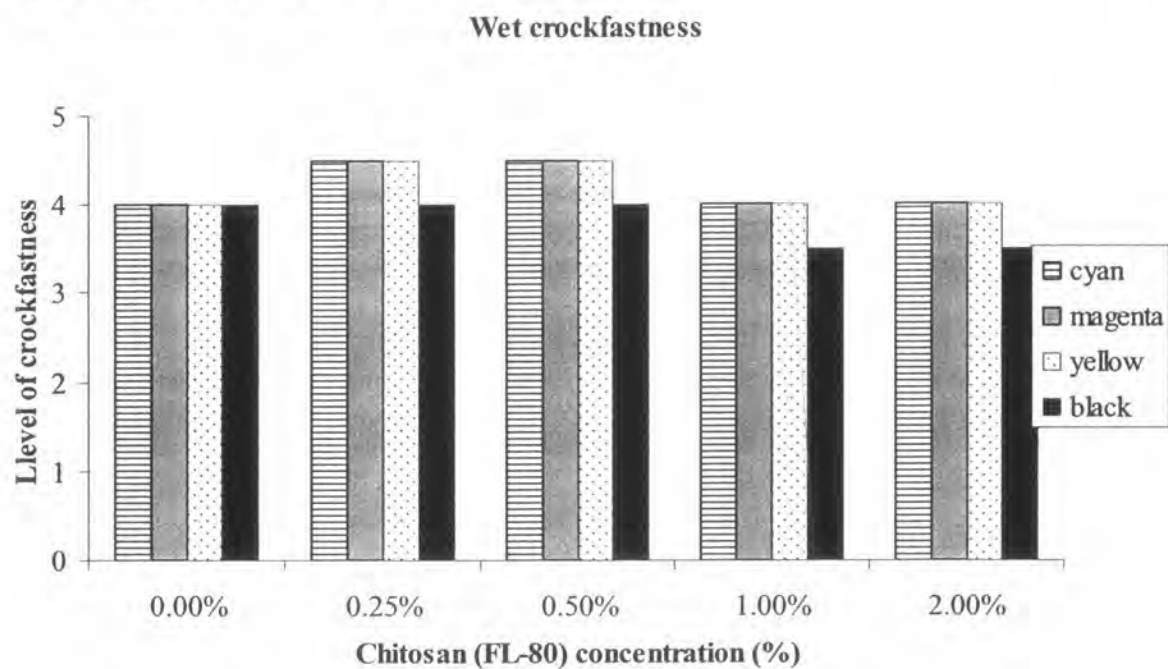 Wet crockfastness
5
4
3
2
1
0
Llevel of crockfastness
0.00% 0.25% 0.50% 1.00% 2.00%
Chitosan (FL-80) concentration (%)
cyan
magenta
yellow
black